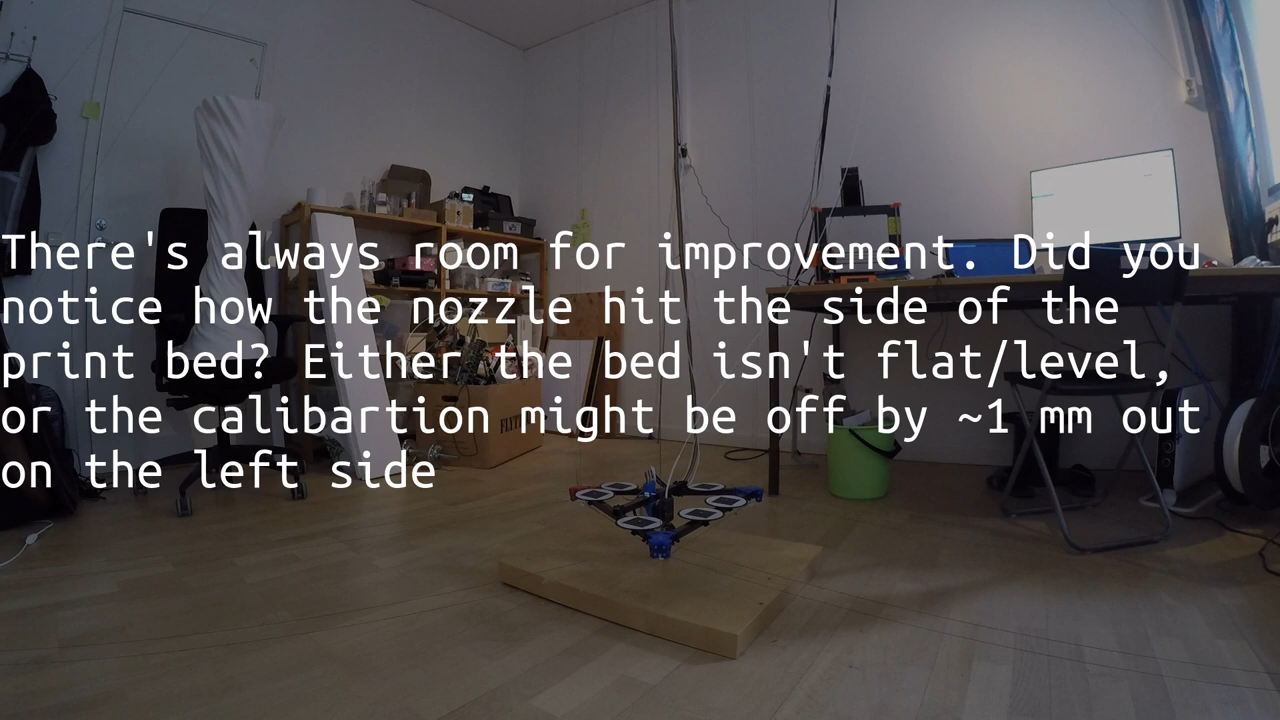 There's always room for improvement. Did you
notice how the nozzle hit the side of the
print bed? Either the bed isn't flat/level,
or the calibartion might be off by ~1 mm out
on the left side